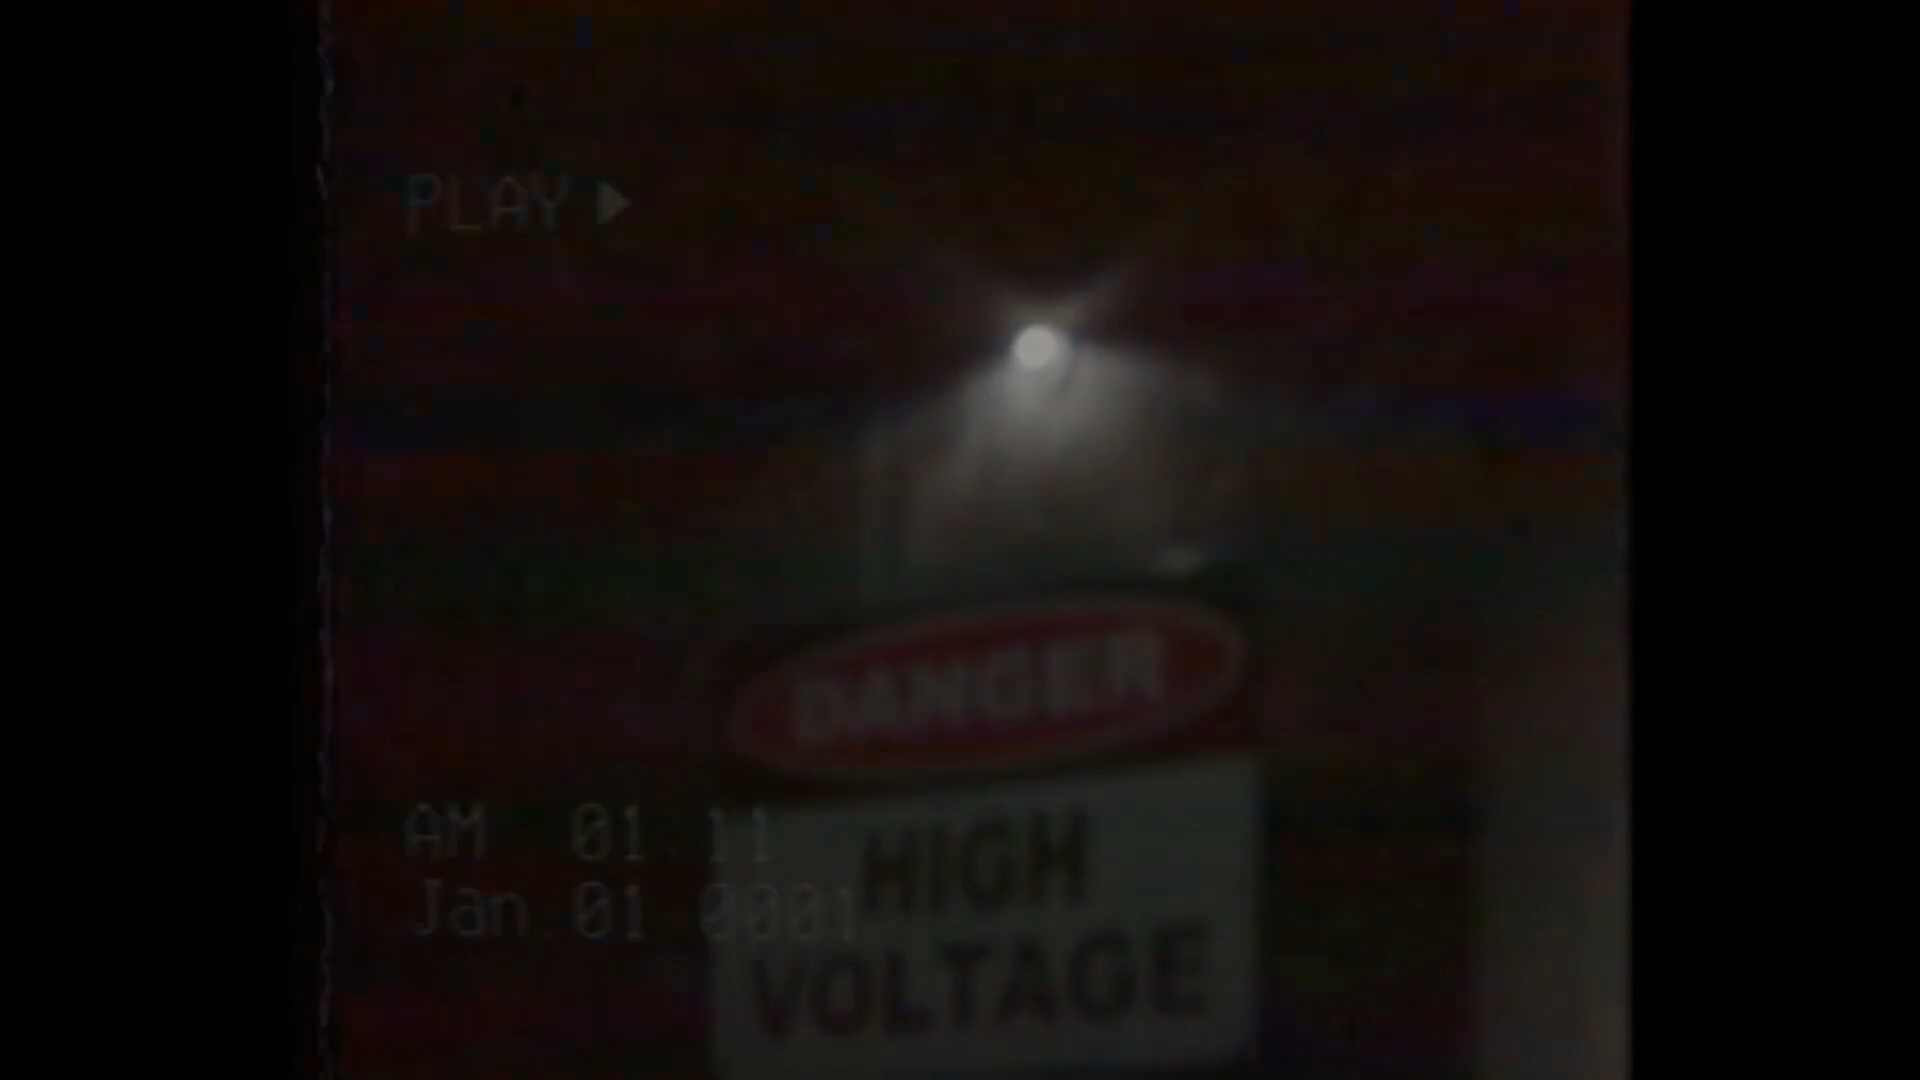 PLAY ▶
DANGER
HIGH
VOLTAGE
AM 01:11
Jan 01 0001